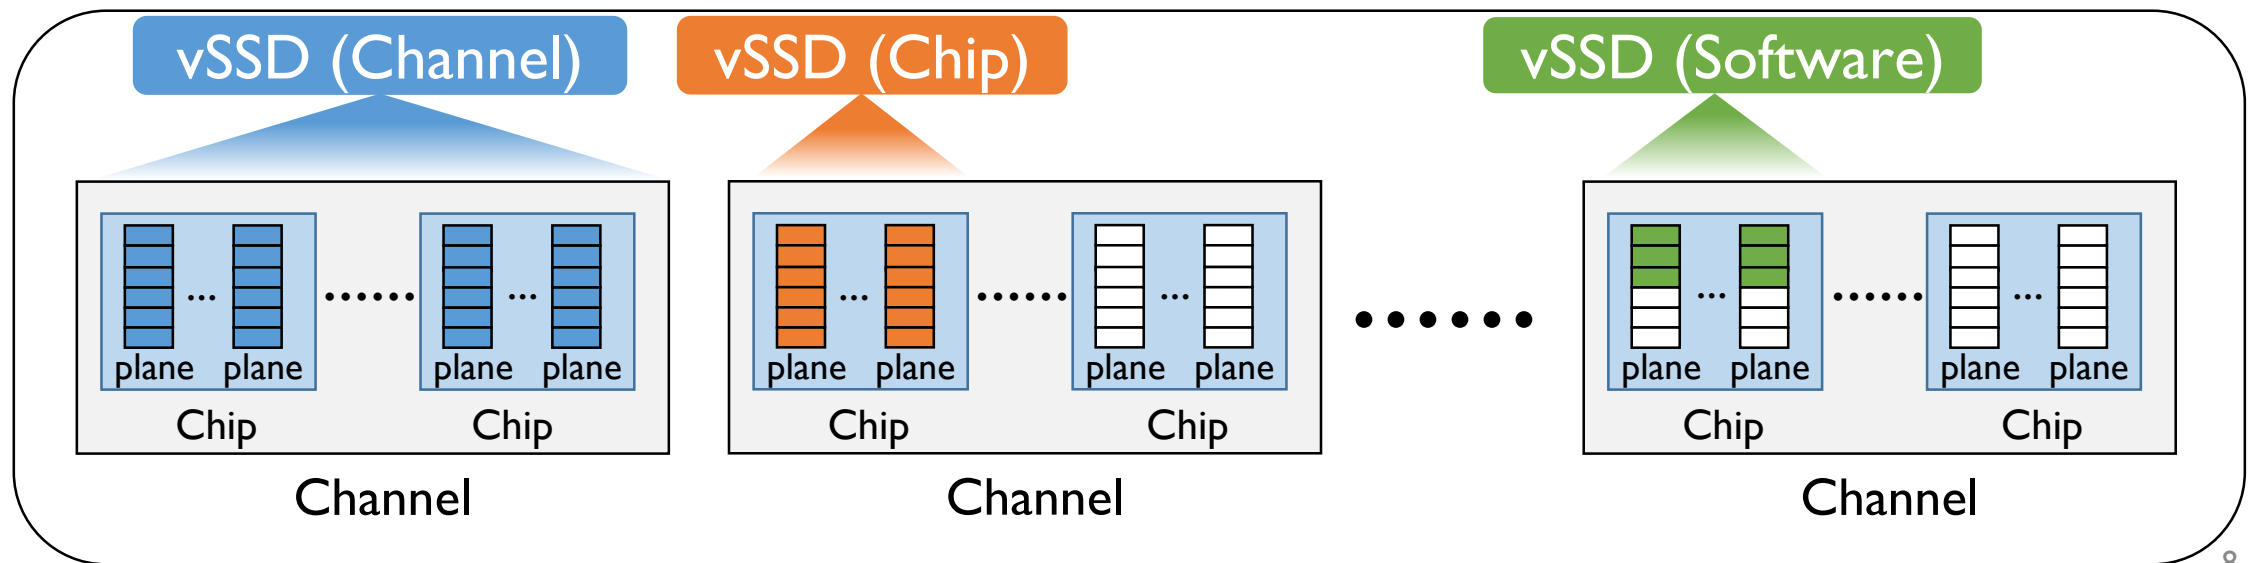 vSSD (Channel) vSSD (Chip) vSSD (Software)
... ... ... ... ... ...
plane plane plane plane plane plane plane plane plane plane plane plane
Chip Chip Chip Chip Chip Chip
Channel Channel Channel
8